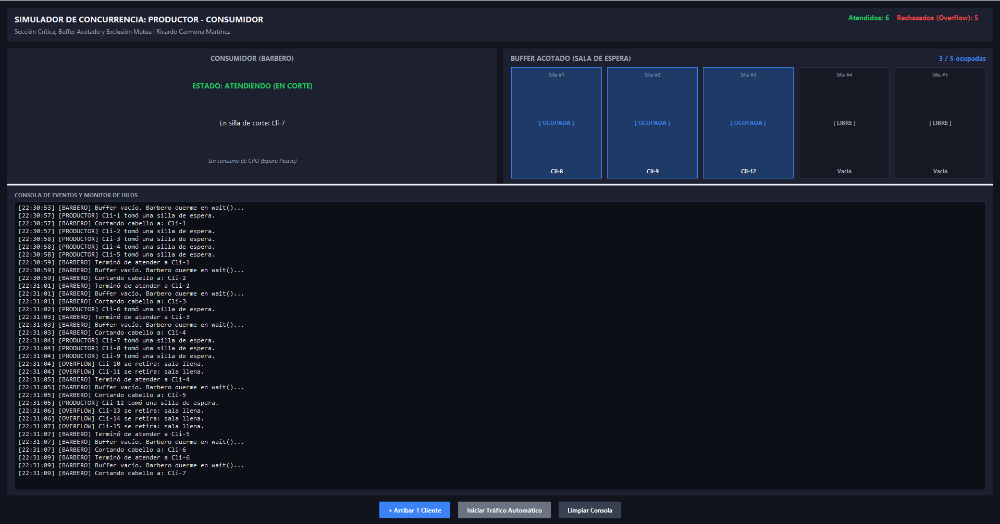 SIMULADOR DE CONCURRENCIA: PRODUCTOR - CONSUMIDOR
Atendidos: 6 Rechazados (Overflow): 5
Sección Crítica, Buffer Acotado y Exclusión Mutua | Ricardo Carmona Martínez
CONSUMIDOR (BARBERO)
ESTADO: ATENDIENDO (EN CORTE)
En silla de corte: Cli-7
Sin consumo de CPU (Espera Pasiva)
BUFFER ACOTADO (SALA DE ESPERA)
3 / 5 ocupadas
Silla #1
[ OCUPADA ]
Cli-8
Silla #2
[ OCUPADA ]
Cli-9
Silla #3
[ OCUPADA ]
Cli-12
Silla #4
[ LIBRE ]
Vacía
Silla #5
[ LIBRE ]
Vacía
CONSOLA DE EVENTOS Y MONITOR DE HILOS
[22:30:53] [BARBERO] Buffer vacío. Barbero duerme en wait()...
[22:30:57] [PRODUCTOR] Cli-1 tomó una silla de espera.
[22:30:57] [BARBERO] Cortando cabello a: Cli-1
[22:30:57] [PRODUCTOR] Cli-2 tomó una silla de espera.
[22:30:58] [PRODUCTOR] Cli-3 tomó una silla de espera.
[22:30:58] [PRODUCTOR] Cli-4 tomó una silla de espera.
[22:30:58] [PRODUCTOR] Cli-5 tomó una silla de espera.
[22:30:59] [BARBERO] Terminó de atender a Cli-1
[22:30:59] [BARBERO] Buffer vacío. Barbero duerme en wait()...
[22:30:59] [BARBERO] Cortando cabello a: Cli-2
[22:31:01] [BARBERO] Terminó de atender a Cli-2
[22:31:01] [BARBERO] Buffer vacío. Barbero duerme en wait()...
[22:31:01] [BARBERO] Cortando cabello a: Cli-3
[22:31:02] [PRODUCTOR] Cli-6 tomó una silla de espera.
[22:31:03] [BARBERO] Terminó de atender a Cli-3
[22:31:03] [BARBERO] Buffer vacío. Barbero duerme en wait()...
[22:31:03] [BARBERO] Cortando cabello a: Cli-4
[22:31:04] [PRODUCTOR] Cli-7 tomó una silla de espera.
[22:31:04] [PRODUCTOR] Cli-8 tomó una silla de espera.
[22:31:04] [PRODUCTOR] Cli-9 tomó una silla de espera.
[22:31:04] [OVERFLOW] Cli-10 se retira: sala llena.
[22:31:04] [OVERFLOW] Cli-11 se retira: sala llena.
[22:31:05] [BARBERO] Terminó de atender a Cli-4
[22:31:05] [BARBERO] Buffer vacío. Barbero duerme en wait()...
[22:31:05] [BARBERO] Cortando cabello a: Cli-5
[22:31:05] [PRODUCTOR] Cli-12 tomó una silla de espera.
[22:31:06] [OVERFLOW] Cli-13 se retira: sala llena.
[22:31:06] [OVERFLOW] Cli-14 se retira: sala llena.
[22:31:07] [OVERFLOW] Cli-15 se retira: sala llena.
[22:31:07] [BARBERO] Terminó de atender a Cli-5
[22:31:07] [BARBERO] Buffer vacío. Barbero duerme en wait()...
[22:31:07] [BARBERO] Cortando cabello a: Cli-6
[22:31:09] [BARBERO] Terminó de atender a Cli-6
[22:31:09] [BARBERO] Buffer vacío. Barbero duerme en wait()...
[22:31:09] [BARBERO] Cortando cabello a: Cli-7
+ Arribar 1 Cliente
Iniciar Tráfico Automático
Limpiar Consola